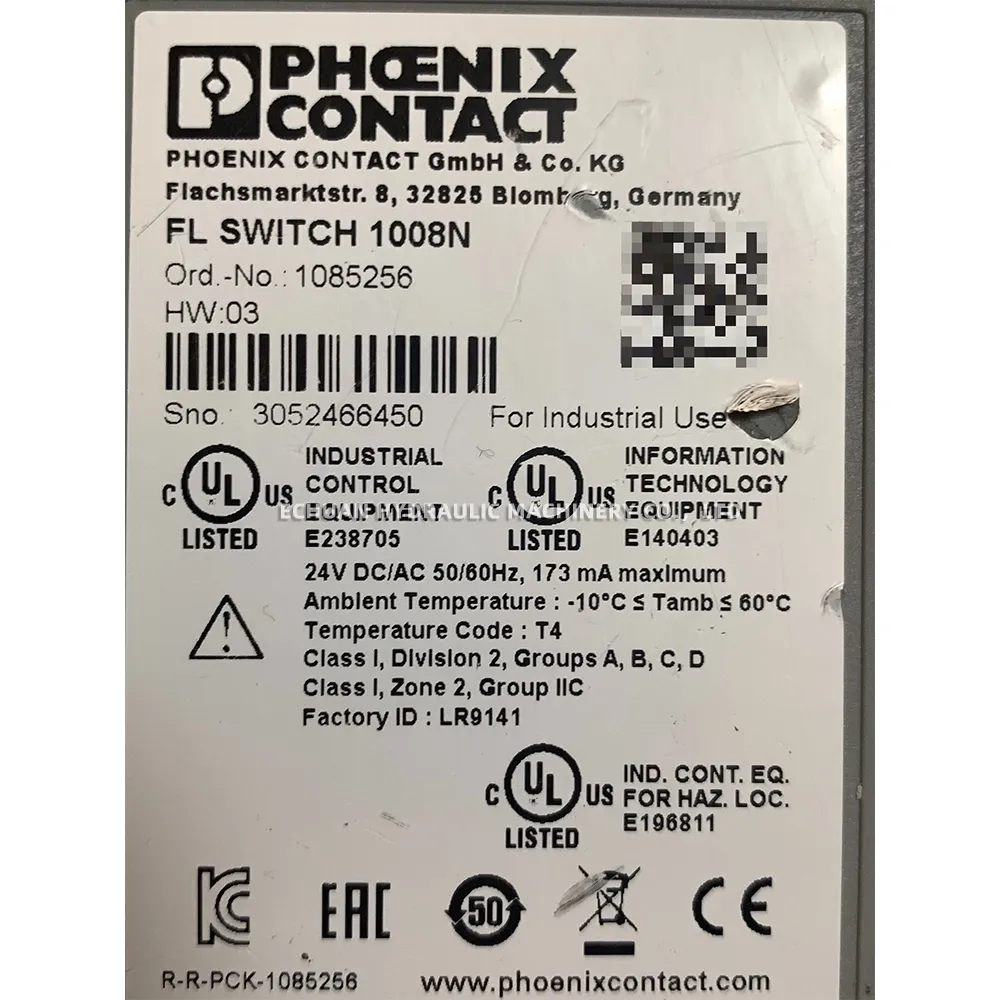 PHOENIX
CONTACT
PHOENIX CONTACT GmbH & Co. KG
Flachsmarktstr. 8, 32825 Germany
FL SWITCH 1008N
Ord.-No.: 1085256
HW:03
Sno.: 3052466450
For Industrial Use
C UL US LISTED
INDUSTRIAL
CONTROL
EQUIPMENT
E238705
C UL US LISTED
INFORMATION
TECHNOLOGY
EQUIPMENT
E140403
24V DC/AC 50/60Hz, 173 mA maximum
Ambient Temperature : -10°C ≤ Tamb ≤ 60°C
Temperature Code : T4
Class I, Division 2, Groups A, B, C, D
Class I, Zone 2, Group IIC
Factory ID : LR9141
C UL US LISTED
IND. CONT. EQ.
FOR HAZ. LOC.
E196811
KC EAC 50 CE
R-R-PCK-1085256
www.phoenixcontact.com